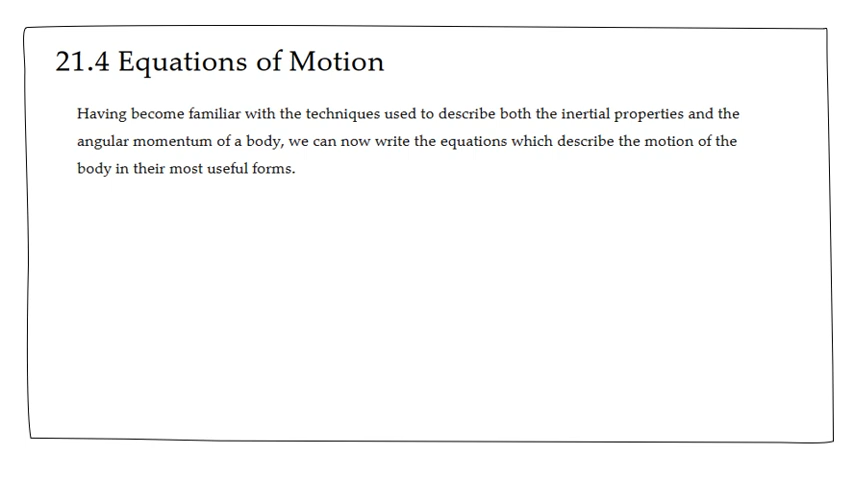 21.4 Equations of Motion
Having become familiar with the techniques used to describe both the inertial properties and the
angular momentum of a body, we can now write the equations which describe the motion of the
body in their most useful forms.